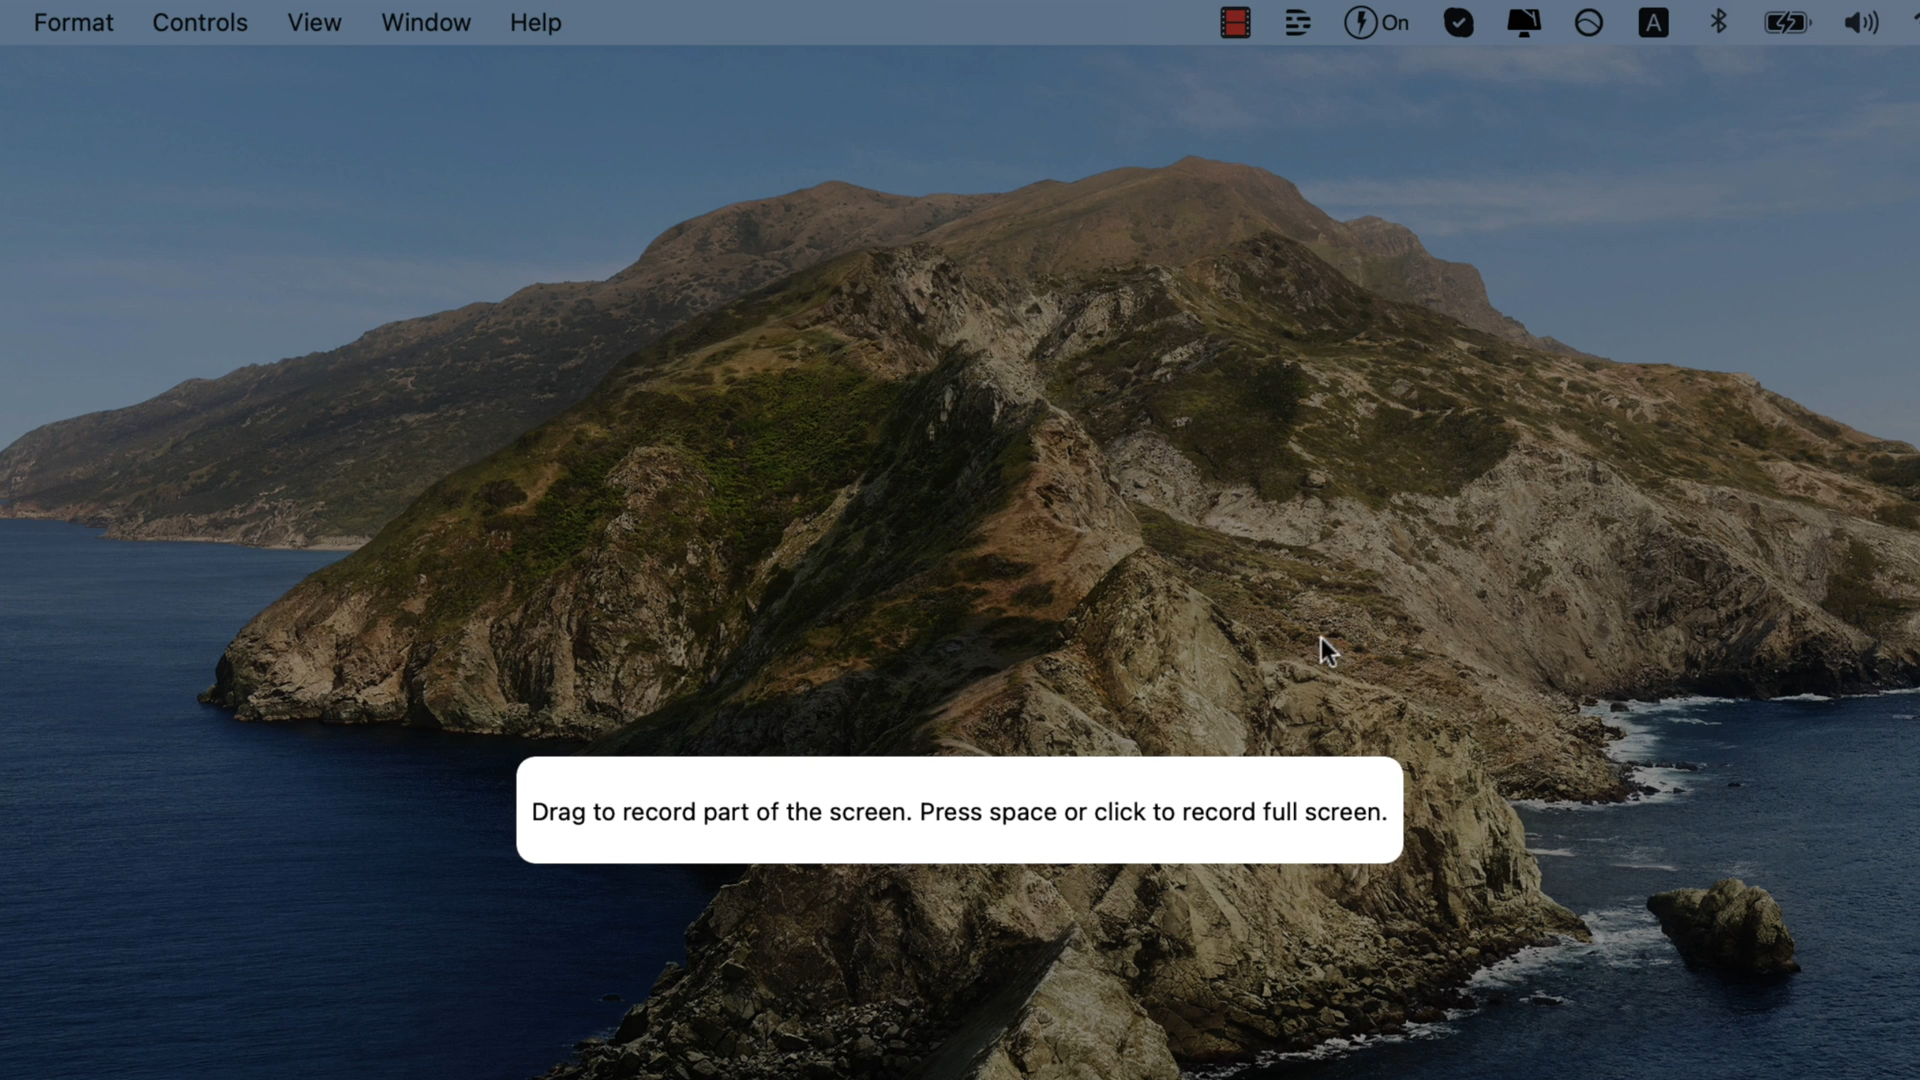 Format Controls View Window Help On A
Drag to record part of the screen. Press space or click to record full screen.